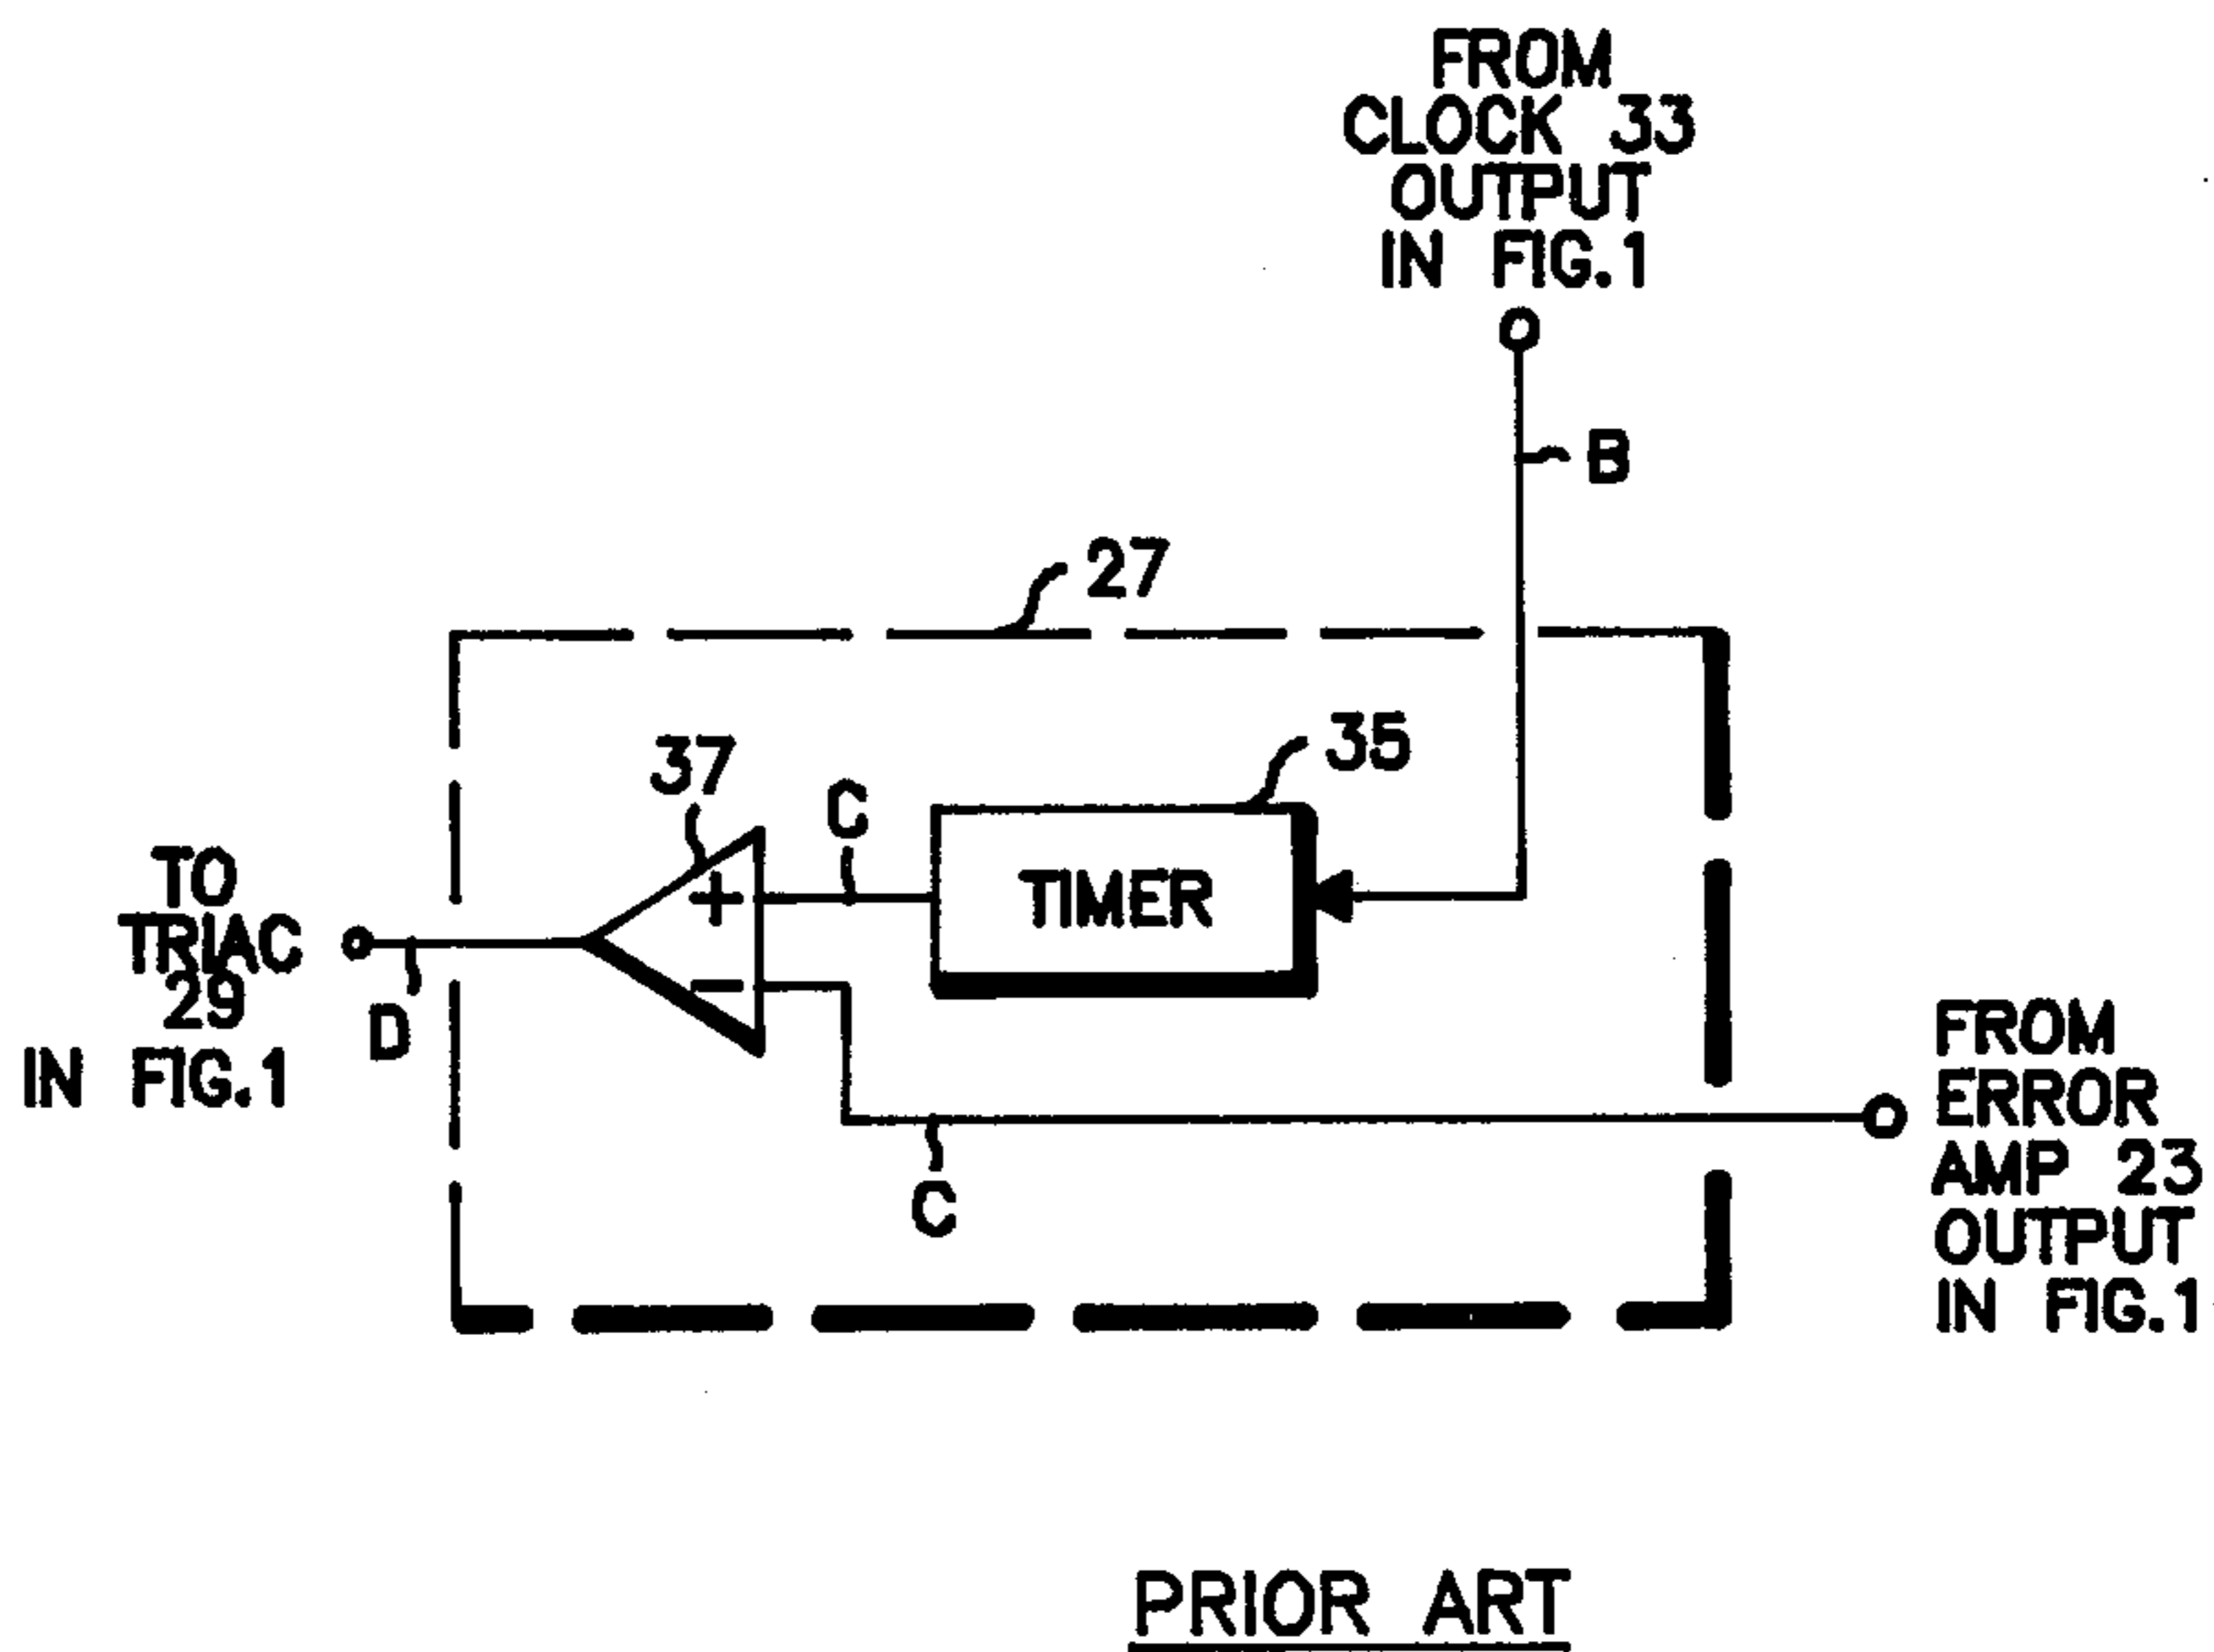 FROM
CLOCK 33
OUTPUT
IN FIG.1
B
27
35
37
C
TIMER
+
−
TO
TRIAC
29
IN FIG.1
D
C
FROM
ERROR
AMP 23
OUTPUT
IN FIG.1
PRIOR ART